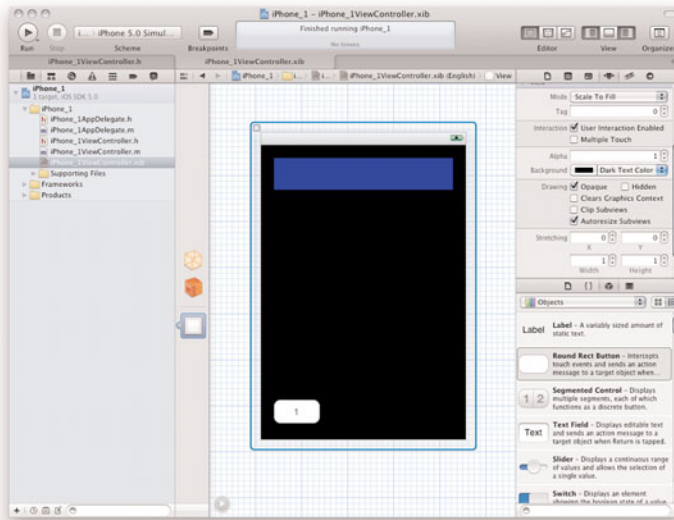 iPhone_1 – iPhone_1ViewController.xib
i... iPhone 5.0 Simul...
Finished running iPhone_1
No Issues
Run
Stop
Scheme
Breakpoints
Editor
View
Organizer
iPhone_1ViewController.h
iPhone_1ViewController.xib
iPhone_1
i...
i...
iPhone_1ViewController.xib (English)
View
iPhone_1
1 target, iOS SDK 5.0
iPhone_1
iPhone_1AppDelegate.h
iPhone_1AppDelegate.m
iPhone_1ViewController.h
iPhone_1ViewController.m
iPhone_1ViewController.xib
Supporting Files
Frameworks
Products
1
Mode Scale To Fill
Tag 0
Interaction User Interaction Enabled
Multiple Touch
Alpha 1
Background Dark Text Color
Drawing Opaque Hidden
Clears Graphics Context
Clip Subviews
Autoresize Subviews
Stretching 0 0
X Y
1 1
Width Height
Objects
Label
Label – A variably sized amount of
static text.
Round Rect Button – Intercepts
touch events and sends an action
message to a target object when...
1 2
Segmented Control – Displays
multiple segments, each of which
functions as a discrete button.
Text
Text Field – Displays editable text
and sends an action message to a
target object when Return is tapped.
Slider – Displays a continuous range
of values and allows the selection of
a single value.
Switch – Displays an element
showing the boolean state of a value